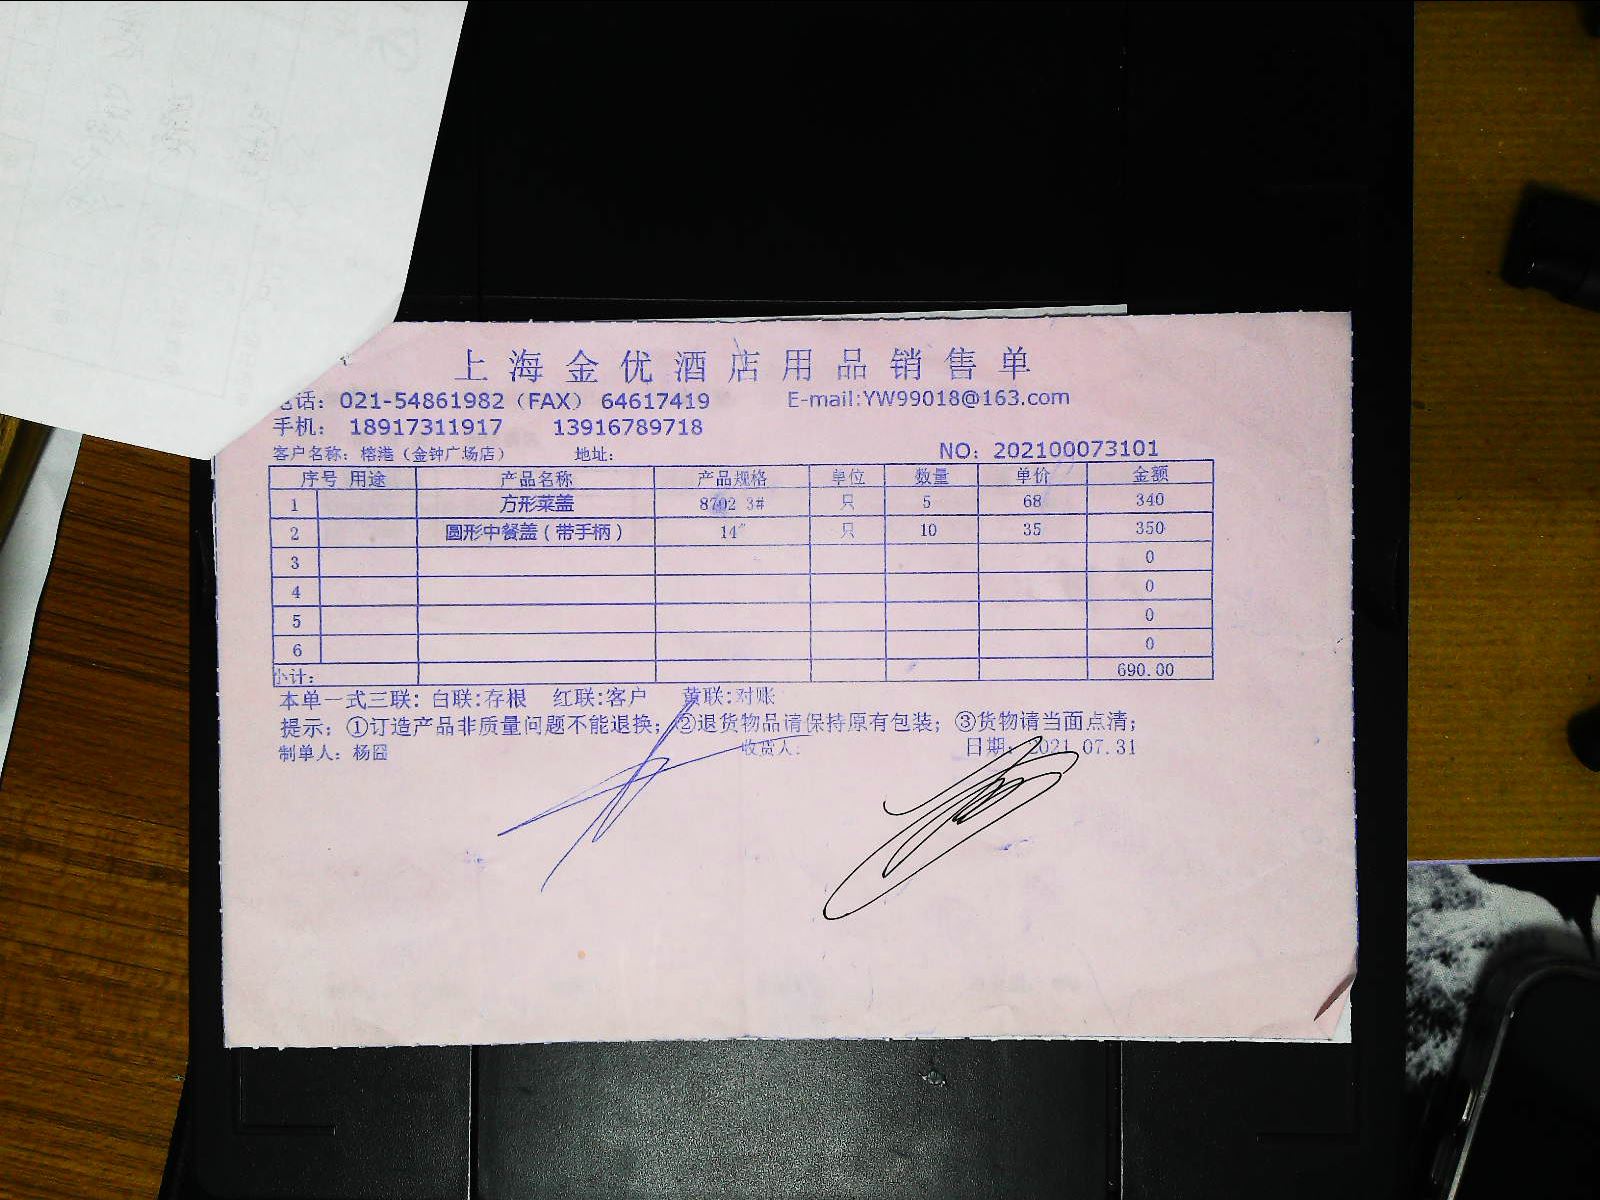 上海金优酒店用品销售单
电话：021-54861982（FAX） 64617419 E-mail:YW99018@163.com
手机： 18917311917 13916789718
客户名称：榕港（金钟广场店） 地址：
NO：202100073101
序号 用途 产品名称 产品规格 单位 数量 单价 金额
1 方形菜盖 8702 3# 只 5 68 340
2 圆形中餐盖（带手柄） 14" 只 10 35 350
3 0
4 0
5 0
6 0
小计： 690.00
本单一式三联：白联:存根 红联:客户 黄联:对账
提示：①订造产品非质量问题不能退换；②退货物品请保持原有包装；③货物请当面点清；
制单人：杨囧 收货人： 日期：2021.07.31